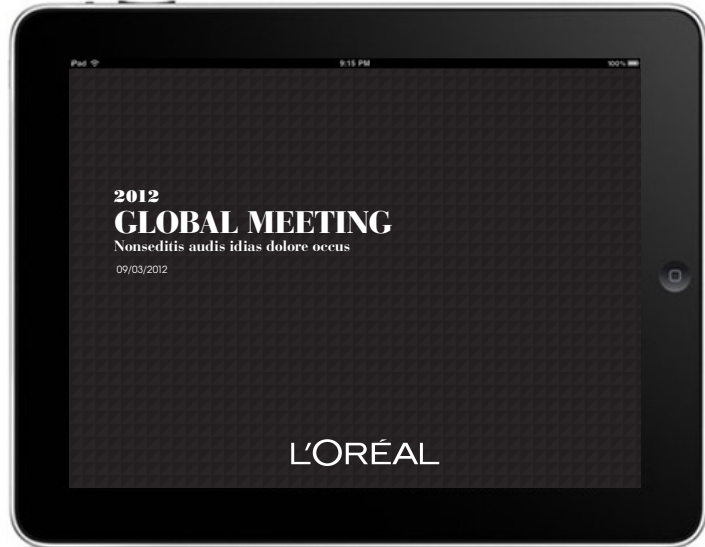 iPad 9:15 PM 100%
2012
GLOBAL MEETING
Nonseditis audis idias dolore occus
09/03/2012
L'ORÉAL